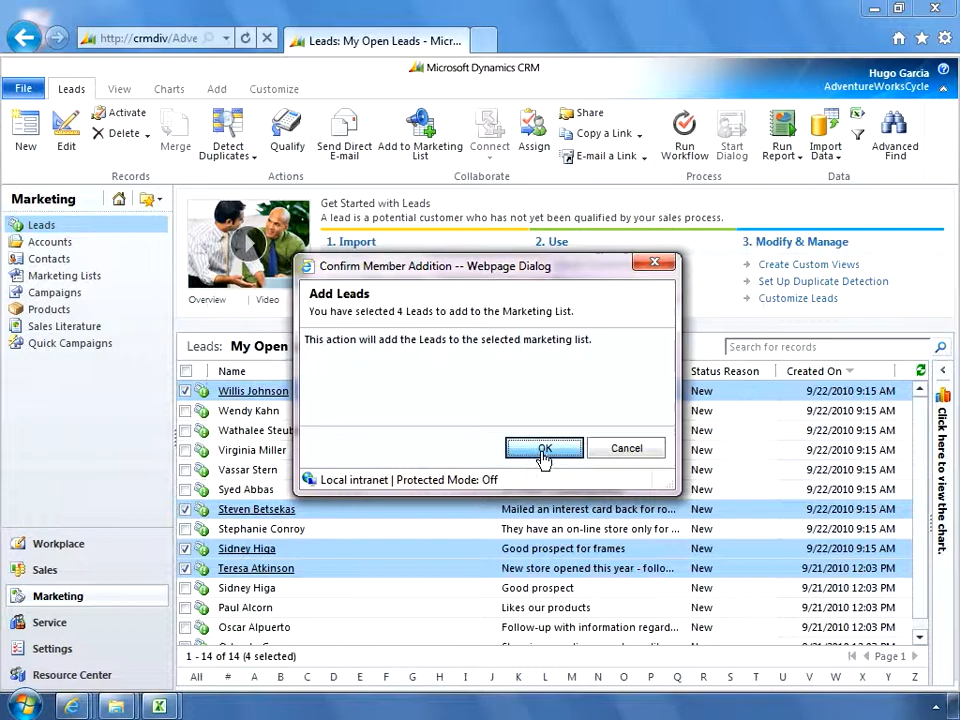 http://crmdiv/Adve
Leads: My Open Leads - Micr...
Microsoft Dynamics CRM
Hugo Garcia
AdventureWorksCycle
File
Leads
View
Charts
Add
Customize
New
Edit
Activate
Delete
Merge
Records
Detect
Duplicates
Qualify
Actions
Send Direct
E-mail
Add to Marketing
List
Connect
Assign
Share
Copy a Link
E-mail a Link
Collaborate
Run
Workflow
Start
Dialog
Process
Run
Report
Import
Data
Advanced
Find
Data
Marketing
Leads
Accounts
Contacts
Marketing Lists
Campaigns
Products
Sales Literature
Quick Campaigns
Workplace
Sales
Marketing
Service
Settings
Resource Center
Get Started with Leads
A lead is a potential customer who has not yet been qualified by your sales process.
1. Import
2. Use
3. Modify & Manage
Create Custom Views
Set Up Duplicate Detection
Customize Leads
Overview
Video
Confirm Member Addition -- Webpage Dialog
Add Leads
You have selected 4 Leads to add to the Marketing List.
This action will add the Leads to the selected marketing list.
OK
Cancel
Local intranet | Protected Mode: Off
Leads: My Open
Search for records
Name
Status Reason
Created On
Willis Johnson New 9/22/2010 9:15 AM
Wendy Kahn New 9/22/2010 9:15 AM
Wathalee Steub New 9/22/2010 9:15 AM
Virginia Miller New 9/22/2010 9:15 AM
Vassar Stern New 9/22/2010 9:15 AM
Syed Abbas New 9/22/2010 9:15 AM
Steven Betsekas Mailed an interest card back for ro... New 9/22/2010 9:15 AM
Stephanie Conroy They have an on-line store only for ... New 9/22/2010 9:15 AM
Sidney Higa Good prospect for frames New 9/22/2010 9:15 AM
Teresa Atkinson New store opened this year - follo... New 9/21/2010 12:03 PM
Sidney Higa Good prospect New 9/21/2010 12:03 PM
Paul Alcorn Likes our products New 9/21/2010 12:03 PM
Oscar Alpuerto Follow-up with information regard... New 9/21/2010 12:03 PM
Click here to view the chart.
1 - 14 of 14 (4 selected)
Page 1
All # A B C D E F G H I J K L M N O P Q R S T U V W X Y Z